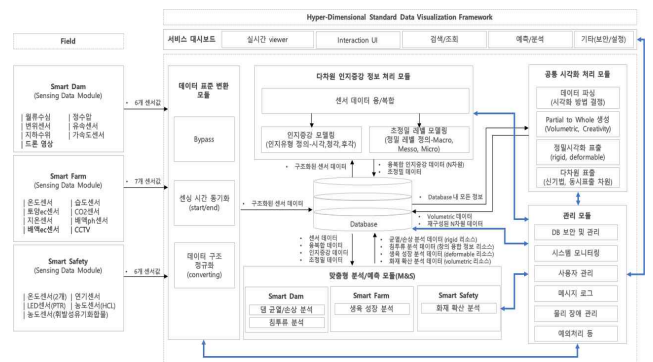 Hyper-Dimensional Standard Data Visualization Framework
Field
서비스 대시보드
실시간 viewer
Interaction UI
검색/조회
예측/분석
기타(보안/설정)
Smart Dam
(Sensing Data Module)
| 월류수심 | 정수압
| 변위센서 | 유속센서
| 지하수위 | 가속도센서
| 드론 영상
• 6개 센서값
Smart Farm
(Sensing Data Module)
| 온도센서 | 습도센서
| 토양ec센서 | CO2센서
| 지온센서 | 배액ph센서
| 배액ec센서 | CCTV
• 7개 센서값
Smart Safety
(Sensing Data Module)
| 온도센서(2개) | 연기센서
| LED센서(PTR) | 농도센서(HCL)
| 농도센서(휘발성유기화합물)
• 6개 센서값
데이터 표준 변환
모듈
Bypass
센싱 시간 동기화
(start/end)
데이터 구조
정규화
(converting)
• 구조화된 센서 데이터
다차원 인지증강 정보 처리 모듈
센서 데이터 융/복합
인지증강 모델링
(인지유형 정의-시각,청각,후각)
초정밀 레벨 모델링
(정밀 레벨 정의-Macro,
Messo, Micro)
• 구조화된 센서 데이터
• 융복합 인지증강 데이터 (N차원)
• 초정밀 데이터
Database
• Database내 모든 정보
• Volumetric 데이터
• 재구성된 N차원 데이터
• 센서 데이터
• 융복합 데이터
• 인지증강 데이터
• 초정밀 데이터
• 균열/손상 분석 데이터 (rigid 리소스)
• 침투류 분석 데이터 (창의 융합 정보 리소스)
• 생육 성장 분석 데이터 (deformable 리소스)
• 화재 확산 분석 데이터 (volumetric 리소스)
맞춤형 분석/예측 모듈(M&S)
Smart Dam
댐 균열/손상 분석
침투류 분석
Smart Farm
생육 성장 분석
Smart Safety
화재 확산 분석
공통 시각화 처리 모듈
데이터 파싱
(시각화 방법 결정)
Partial to Whole 생성
(Volumetric, Creativity)
정밀시각화 표출
(rigid, deformable)
다차원 표출
(신기법, 동시표출 자원)
관리 모듈
DB 보안 및 관리
시스템 모니터링
사용자 관리
메시지 로그
물리 장애 관리
예외처리 등